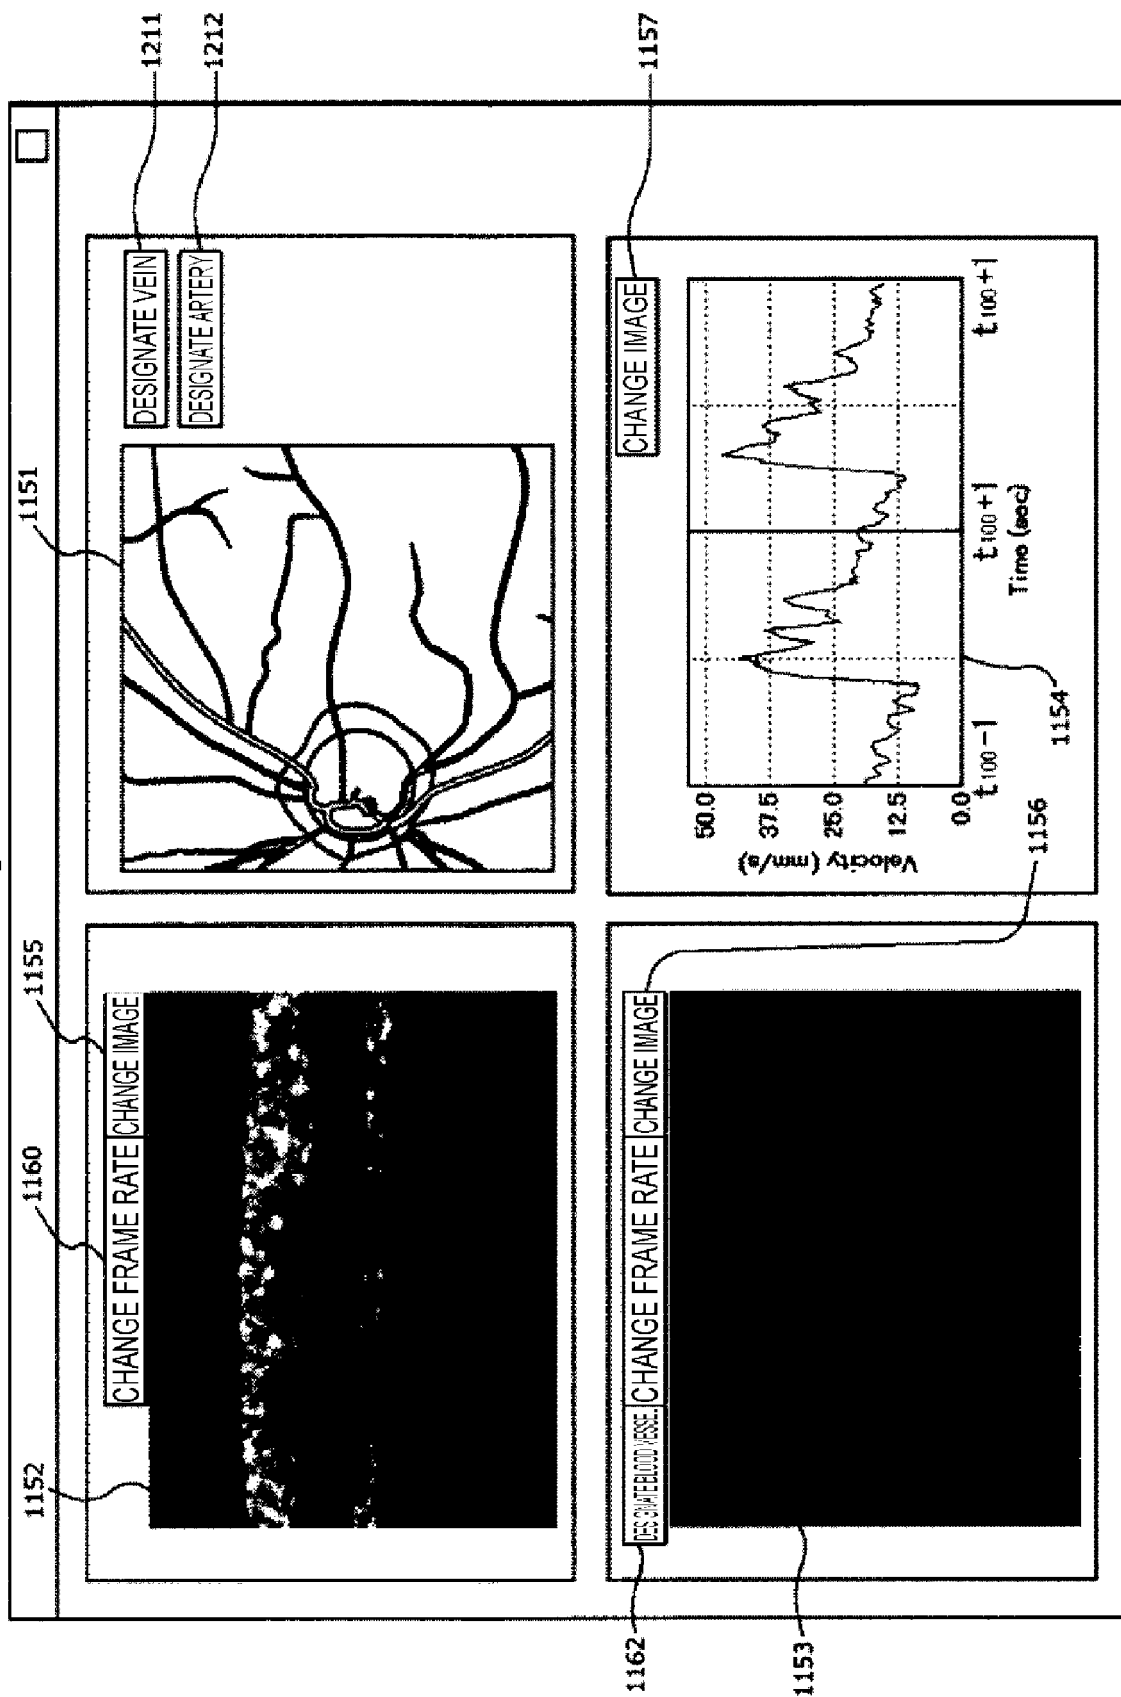 1152
1160
1155
1151
CHANGE FRAME RATE
CHANGE IMAGE
DESIGNATE VEIN
1211
DESIGNATE ARTERY
1212
1162
BLOOD
CHANGE FRAME RATE
CHANGE IMAGE
CHANGE IMAGE
1157
1153
Velocity (mm/s)
50.0
37.5
25.0
12.5
0.0
t100-1
t100+1
t100+1
Time (sec)
1156
1154